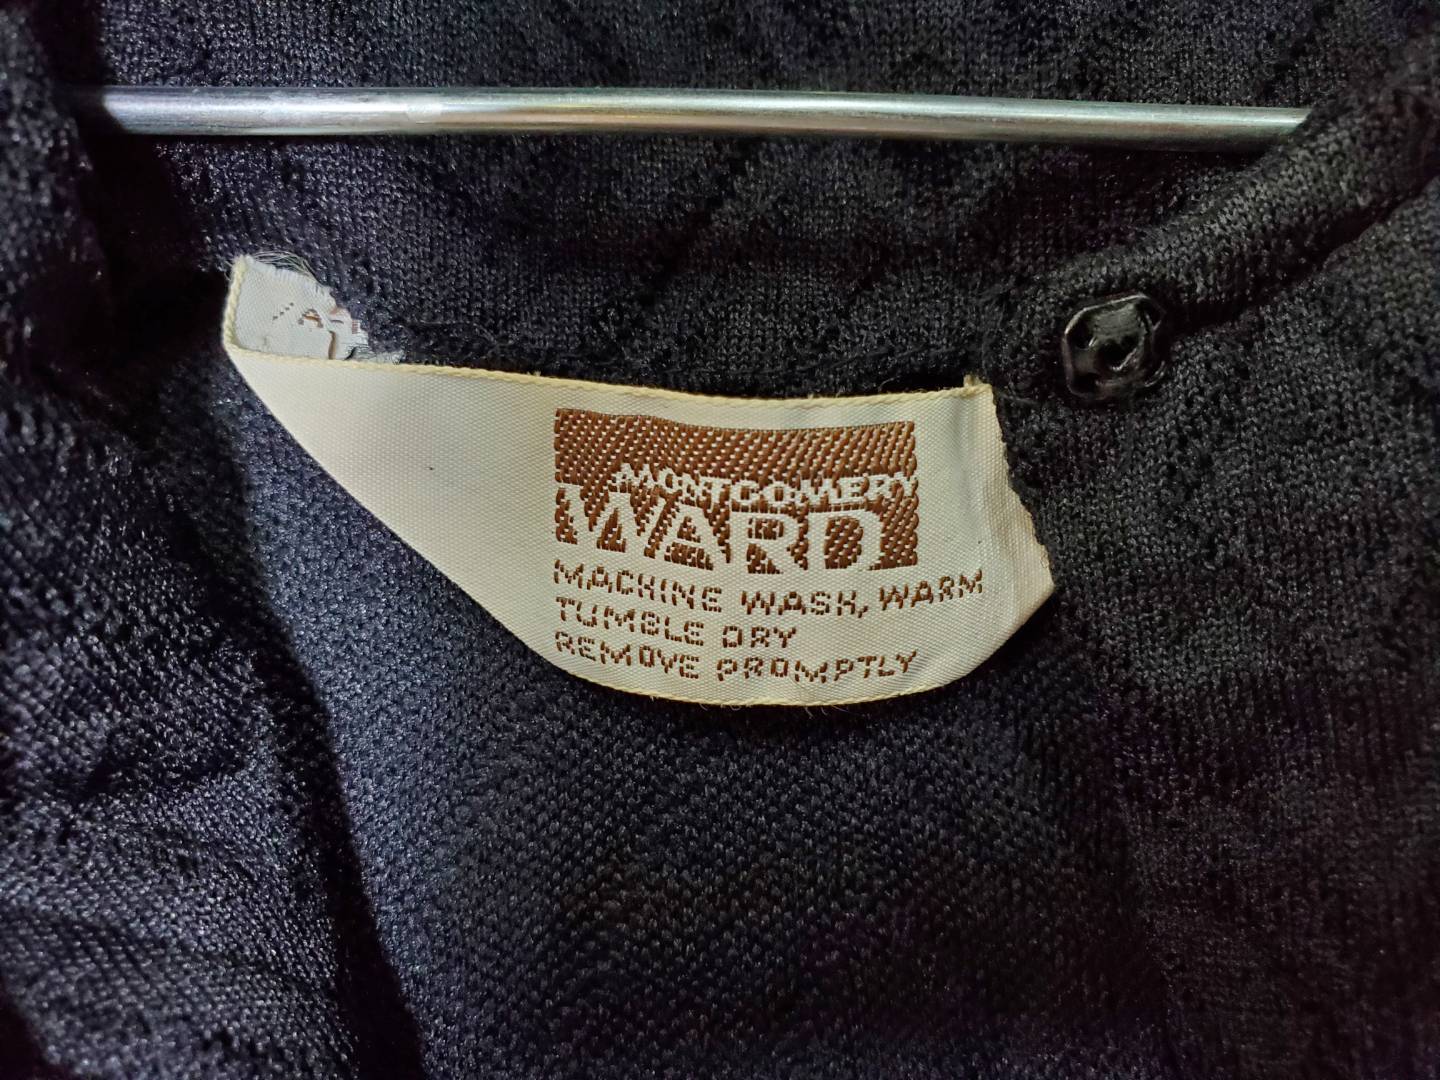 MONTGOMERY
WARD
MACHINE WASH, WARM
TUMBLE DRY
REMOVE PROMPTLY